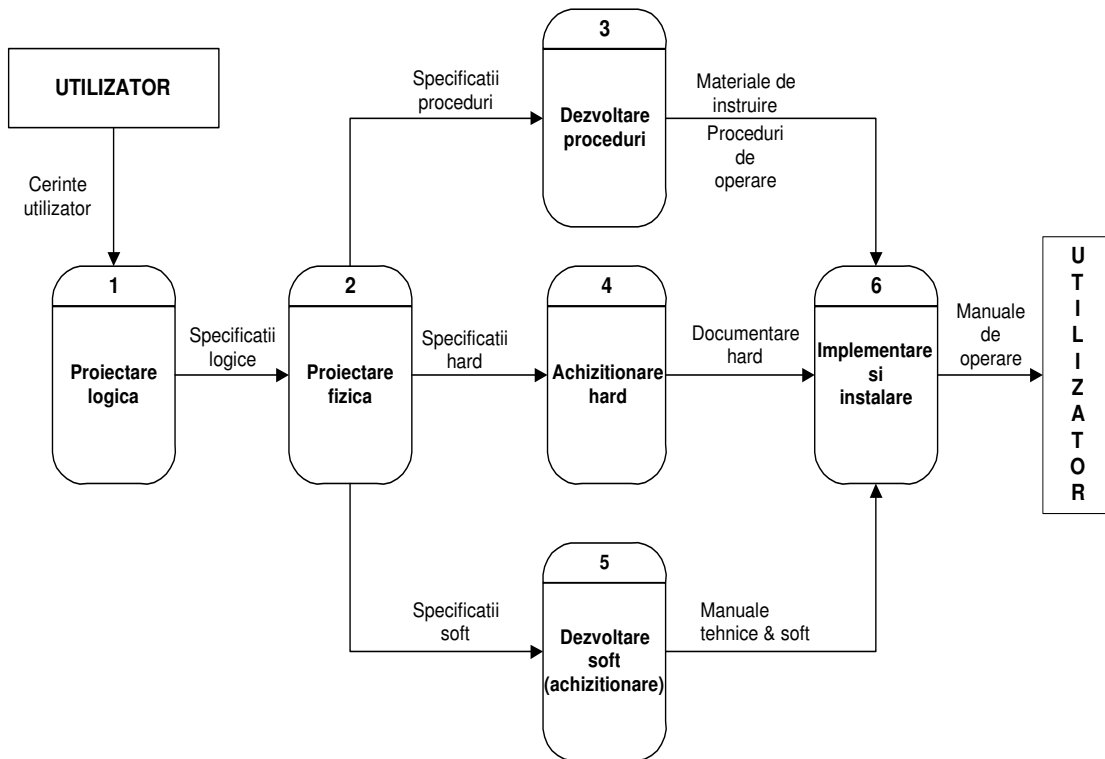 UTILIZATOR
Cerinte
utilizator
1
Proiectare
logica
Specificatii
logice
2
Proiectare
fizica
Specificatii
proceduri
3
Dezvoltare
proceduri
Materiale de
instruire
Proceduri
de
operare
Specificatii
hard
4
Achizitionare
hard
Documentare
hard
Specificatii
soft
5
Dezvoltare
soft
(achizitionare)
Manuale
tehnice & soft
6
Implementare
si
instalare
Manuale
de
operare
U
T
I
L
I
Z
A
T
O
R